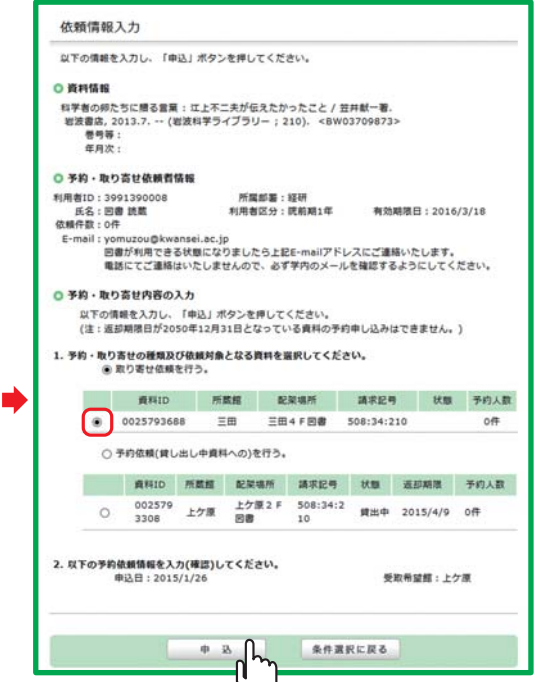 依頼情報入力
以下の情報を入力し、「申込」ボタンを押してください。
資料情報
科学者の卵たちに贈る言葉 : 江上不二夫が伝えたかったこと / 笠井献一著.
岩波書店, 2013.7. -- (岩波科学ライブラリー ; 210). <BW03709873>
巻号等 :
年月次 :
予約・取り寄せ依頼者情報
利用者ID : 3991390008 所属部署 : 経研
氏名 : 図書 読蔵 利用者区分 : 院前期1年 有効期限日 : 2016/3/18
依頼件数 : 0件
E-mail : yomuzou@kwansei.ac.jp
図書が利用できる状態になりましたら上記E-mailアドレスにご連絡いたします。
電話にてご連絡はいたしませんので、必ず学内のメールを確認するようにしてください。
予約・取り寄せ内容の入力
以下の情報を入力し、「申込」ボタンを押してください。
(注 : 返却期限日が2050年12月31日となっている資料の予約申し込みはできません。)
1. 予約・取り寄せの種類及び依頼対象となる資料を選択してください。
取り寄せ依頼を行う。
資料ID 所蔵館 配架場所 請求記号 状態 予約人数
0025793688 三田 三田4F図書 508:34:210 0件
予約依頼(貸し出し中資料への)を行う。
資料ID 所蔵館 配架場所 請求記号 状態 返却期限 予約人数
002579 上ケ原 上ケ原2F 508:34:2 貸出中 2015/4/9 0件
3308 図書 10
2. 以下の予約依頼情報を入力(確認)してください。
申込日 : 2015/1/26 受取希望館 : 上ケ原
申 込 条件選択に戻る